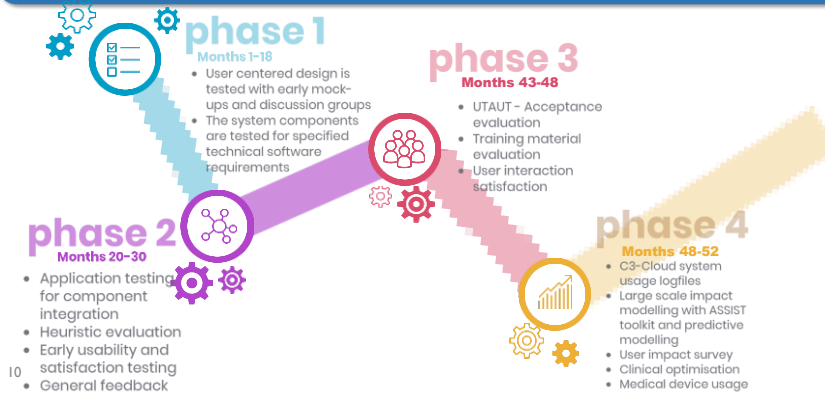 phase 1
Months 1-18
• User centered design is
tested with early mock-
ups and discussion groups
• The system components
are tested for specified
technical software
requirements
phase 2
Months 20-30
• Application testing
for component
integration
• Heuristic evaluation
• Early usability and
satisfaction testing
• General feedback
phase 3
Months 43-48
• UTAUT - Acceptance
evaluation
• Training material
evaluation
• User interaction
satisfaction
phase 4
Months 48-52
• C3-Cloud system
usage logfiles
• Large scale impact
modelling with ASSIST
toolkit and predictive
modelling
• User impact survey
• Clinical optimisation
• Medical device usage
10